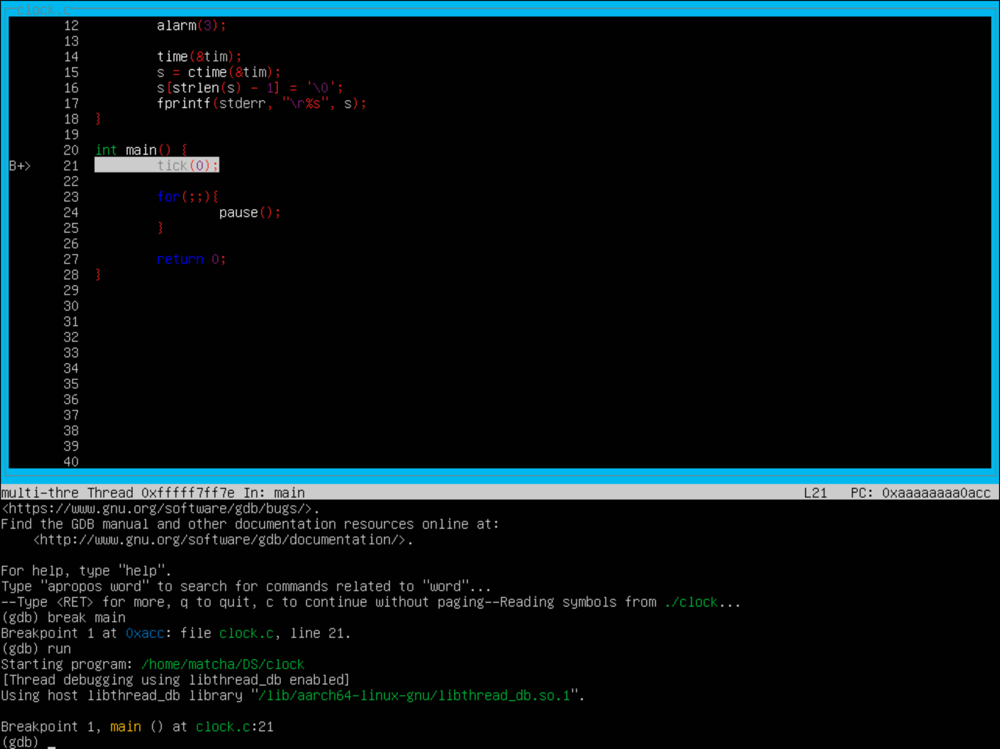 clock.c
12 alarm(3);
13
14 time(&tim);
15 s = ctime(&tim);
16 s[strlen(s) - 1] = '\0';
17 fprintf(stderr, "\r%s", s);
18 }
19
20 int main() {
B+> 21 tick(0);
22
23 for(;;){
24 pause();
25 }
26
27 return 0;
28 }
29
30
31
32
33
34
35
36
37
38
39
40
multi-thre Thread 0xfffff7ff7e In: main L21 PC: 0xaaaaaaaa0acc
<https://www.gnu.org/software/gdb/bugs/>.
Find the GDB manual and other documentation resources online at:
<http://www.gnu.org/software/gdb/documentation/>.
For help, type "help".
Type "apropos word" to search for commands related to "word"...
--Type <RET> for more, q to quit, c to continue without paging--Reading symbols from ./clock...
(gdb) break main
Breakpoint 1 at 0xacc: file clock.c, line 21.
(gdb) run
Starting program: /home/matcha/DS/clock
[Thread debugging using libthread_db enabled]
Using host libthread_db library "/lib/aarch64-linux-gnu/libthread_db.so.1".
Breakpoint 1, main () at clock.c:21
(gdb) _